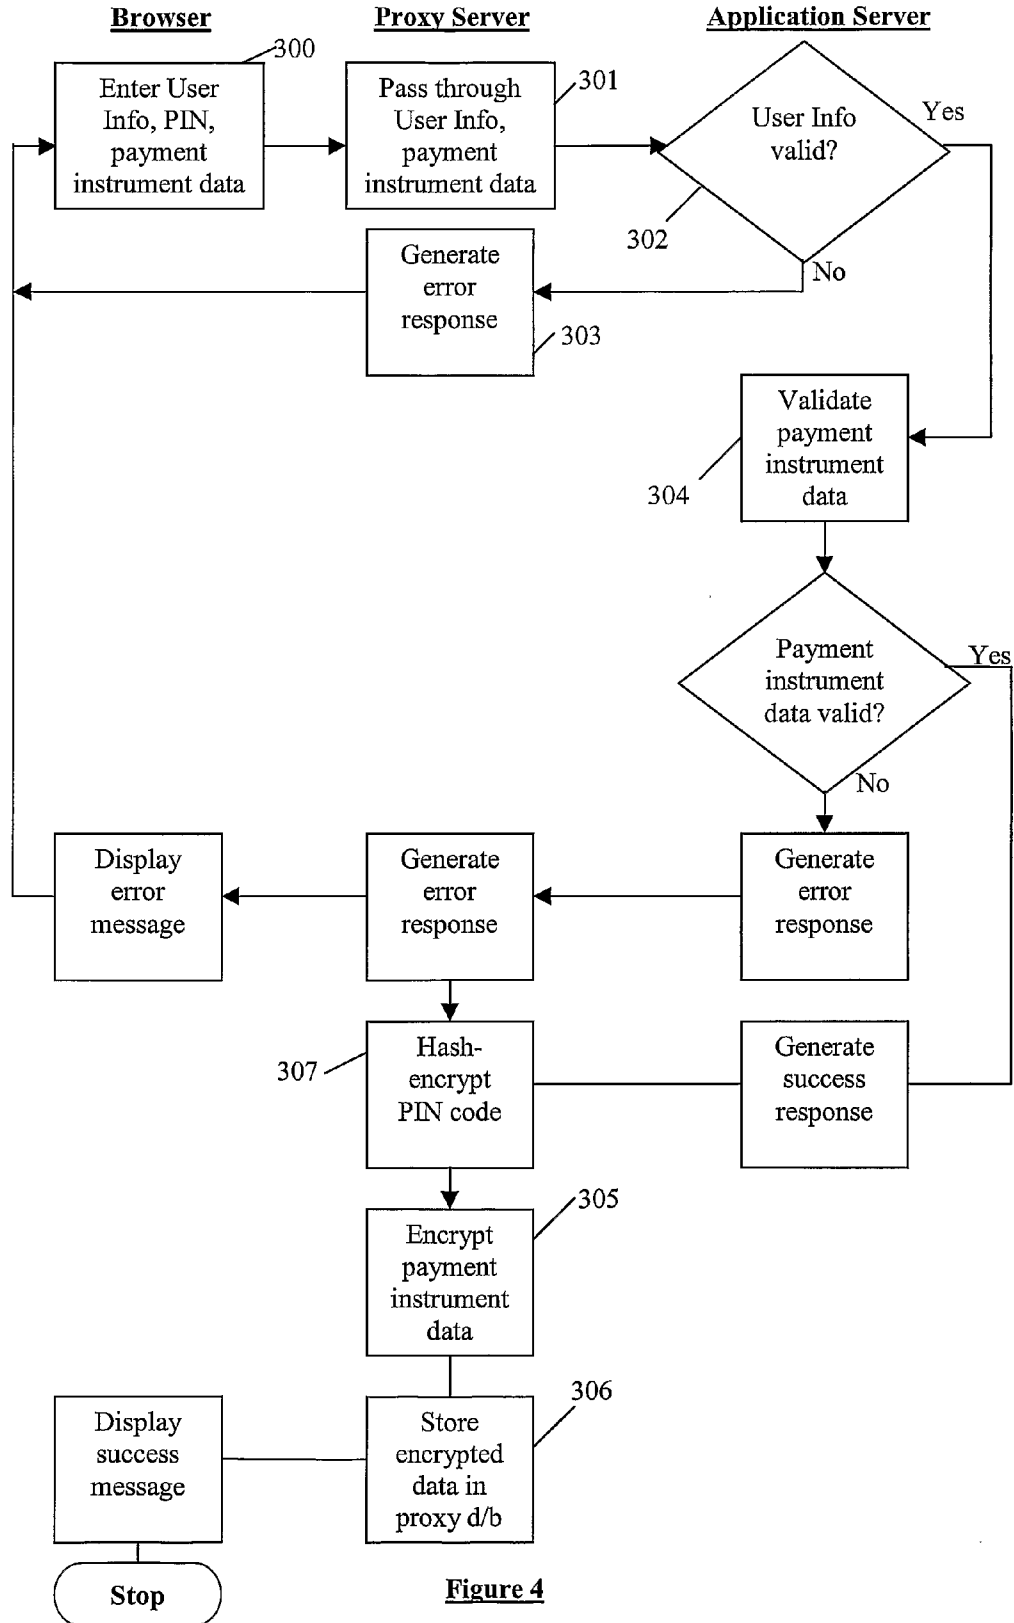 Browser
Proxy Server
Application Server
300
Enter User
Info, PIN,
payment
instrument data
301
Pass through
User Info,
payment
instrument data
User Info
valid?
Yes
302
No
Generate
error
response
303
Validate
payment
instrument
data
304
Payment
instrument
data valid?
Yes
No
Display
error
message
Generate
error
response
Generate
error
response
307
Hash-
encrypt
PIN code
Generate
success
response
305
Encrypt
payment
instrument
data
306
Display
success
message
Store
encrypted
data in
proxy d/b
Stop
Figure 4